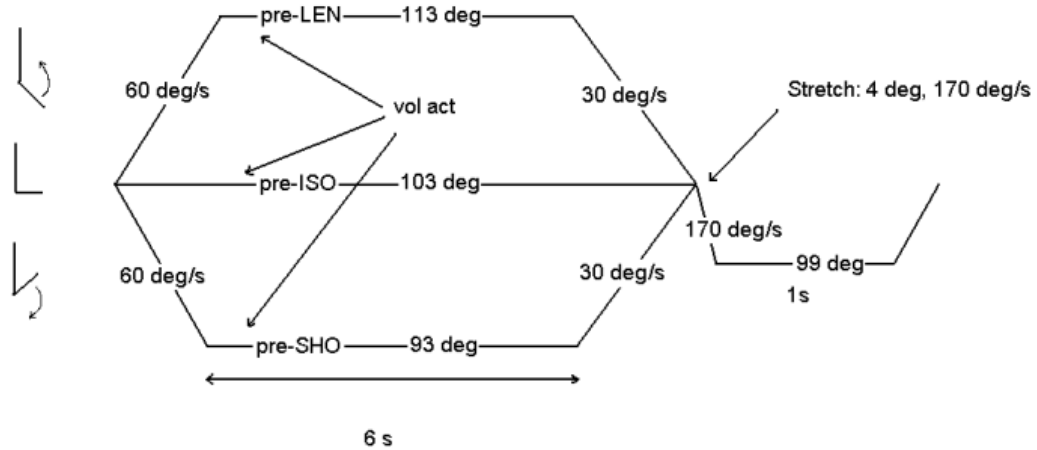 pre-LEN 113 deg
60 deg/s
30 deg/s
Stretch: 4 deg, 170 deg/s
vol act
pre-ISO 103 deg
170 deg/s
60 deg/s
30 deg/s
99 deg
1s
pre-SHO 93 deg
6 s